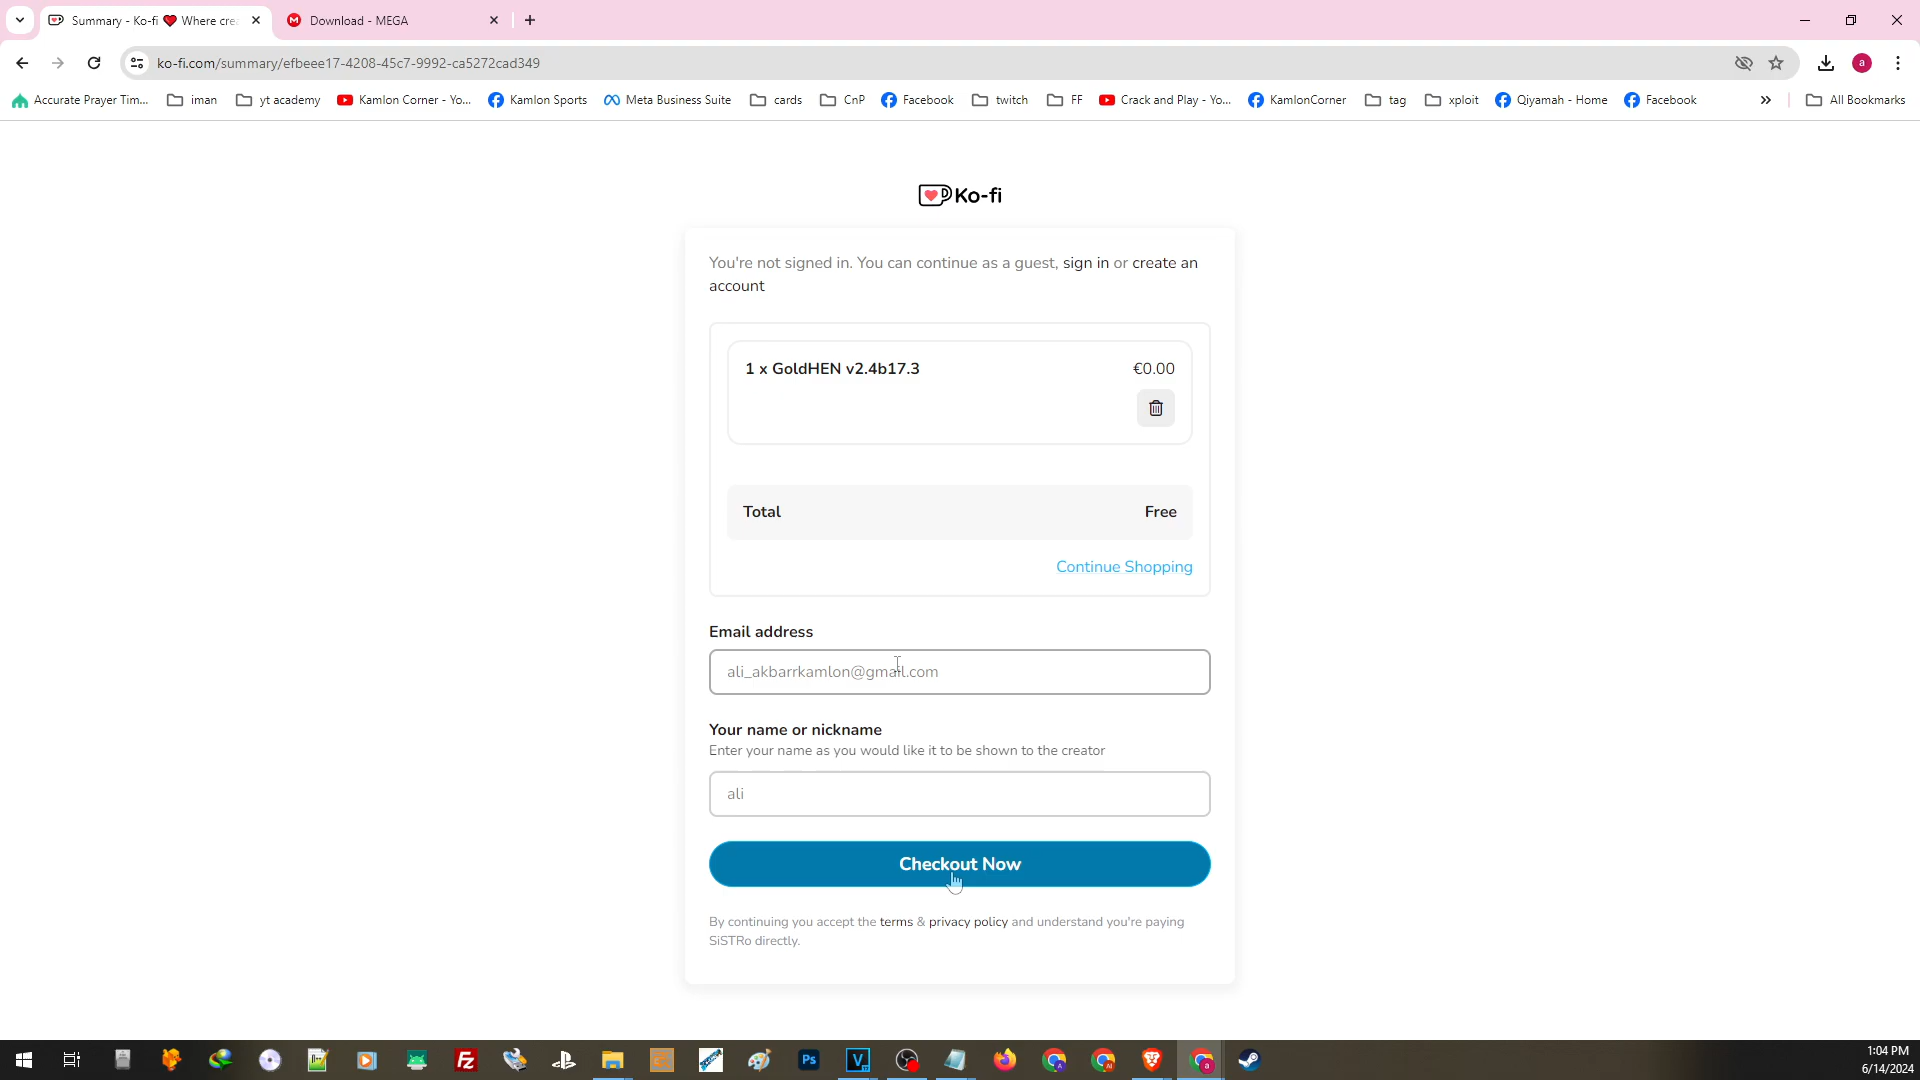 Summary - Ko-fi ❤️ Where cre
Download - MEGA
ko-fi.com/summary/efbeee17-4208-45c7-9992-ca5272cad349
a
Accurate Prayer Tim... iman yt academy Kamlon Corner - Yo... Kamlon Sports Meta Business Suite cards CnP Facebook twitch FF Crack and Play - Yo... KamlonCorner tag xploit Qiyamah - Home Facebook » All Bookmarks
Ko-fi
You're not signed in. You can continue as a guest, sign in or create an
account
1 x GoldHEN v2.4b17.3 €0.00
Total Free
Continue Shopping
Email address
ali_akbarrkamlon@gmail.com
Your name or nickname
Enter your name as you would like it to be shown to the creator
ali
Checkout Now
By continuing you accept the terms & privacy policy and understand you're paying
SiSTRo directly.
Fz
Ps
V
1:04 PM
6/14/2024